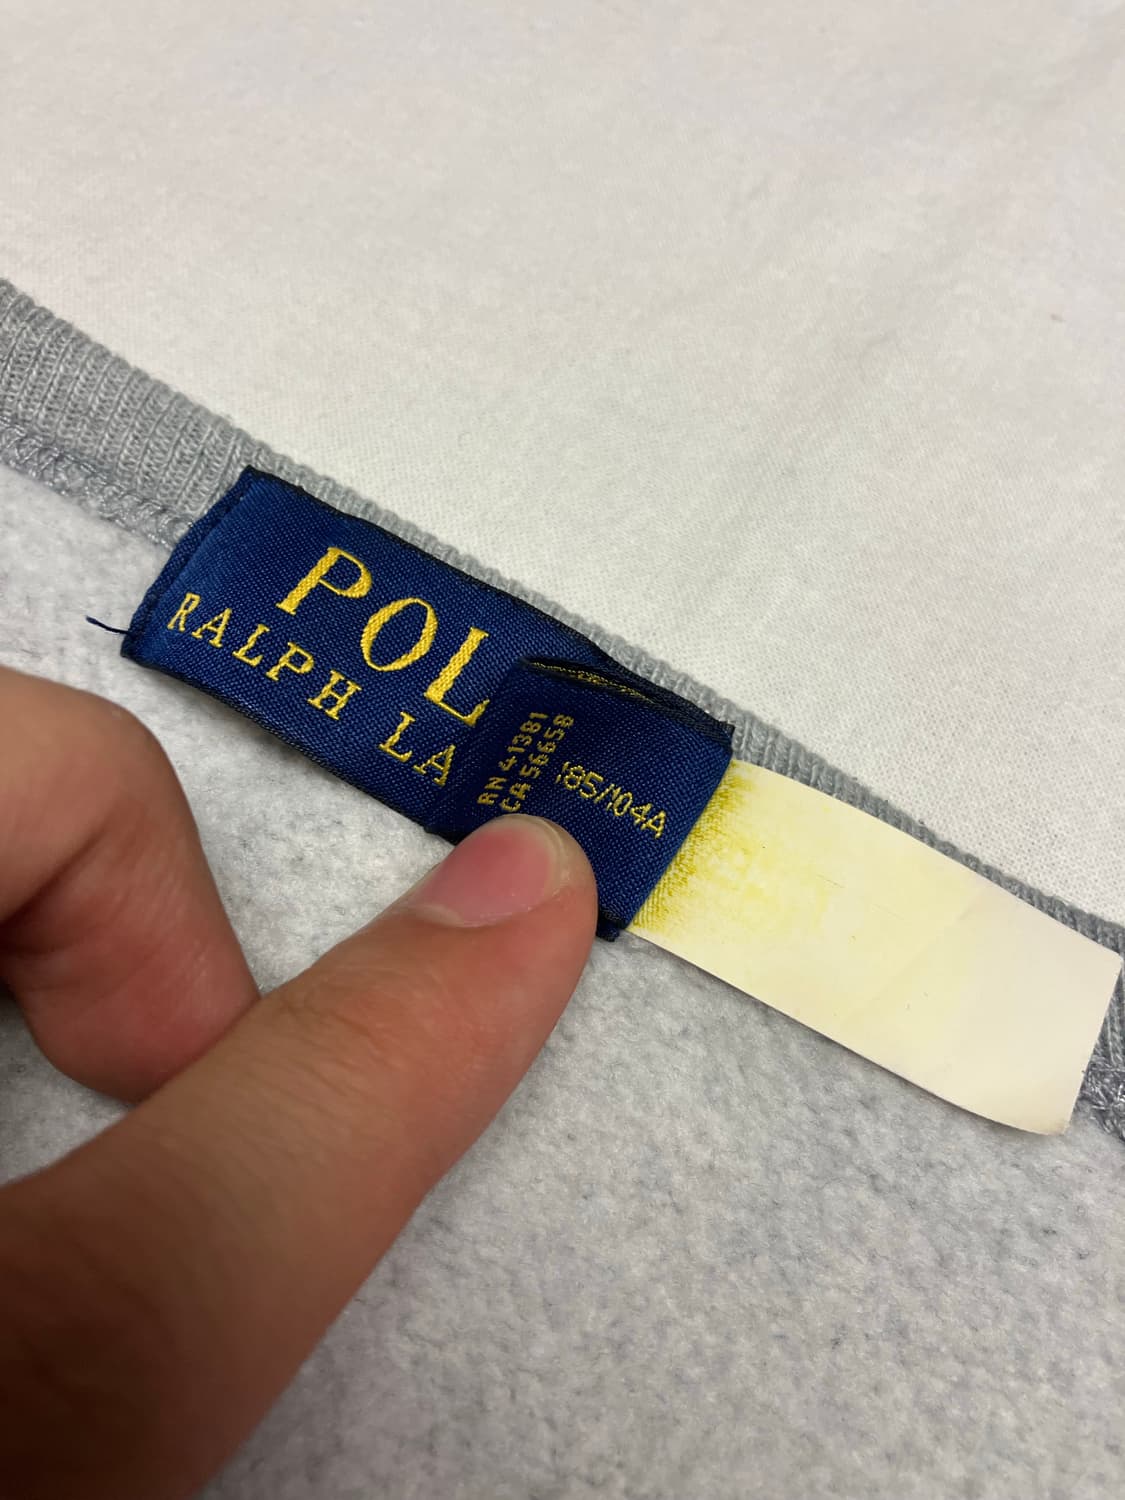 POL
RALPH LA
RN 41381
CA 56658
185/104A